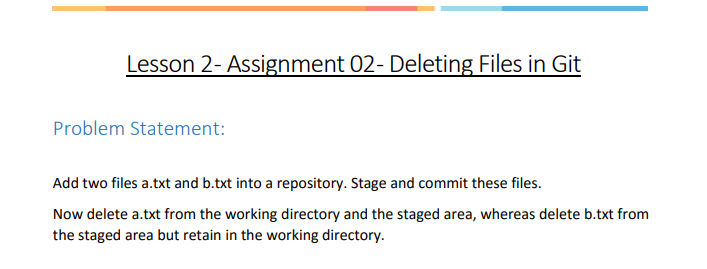 Lesson 2- Assignment 02- Deleting Files in Git
Problem Statement:
Add two files a.txt and b.txt into a repository. Stage and commit these files.
Now delete a.txt from the working directory and the staged area, whereas delete b.txt from
the staged area but retain in the working directory.